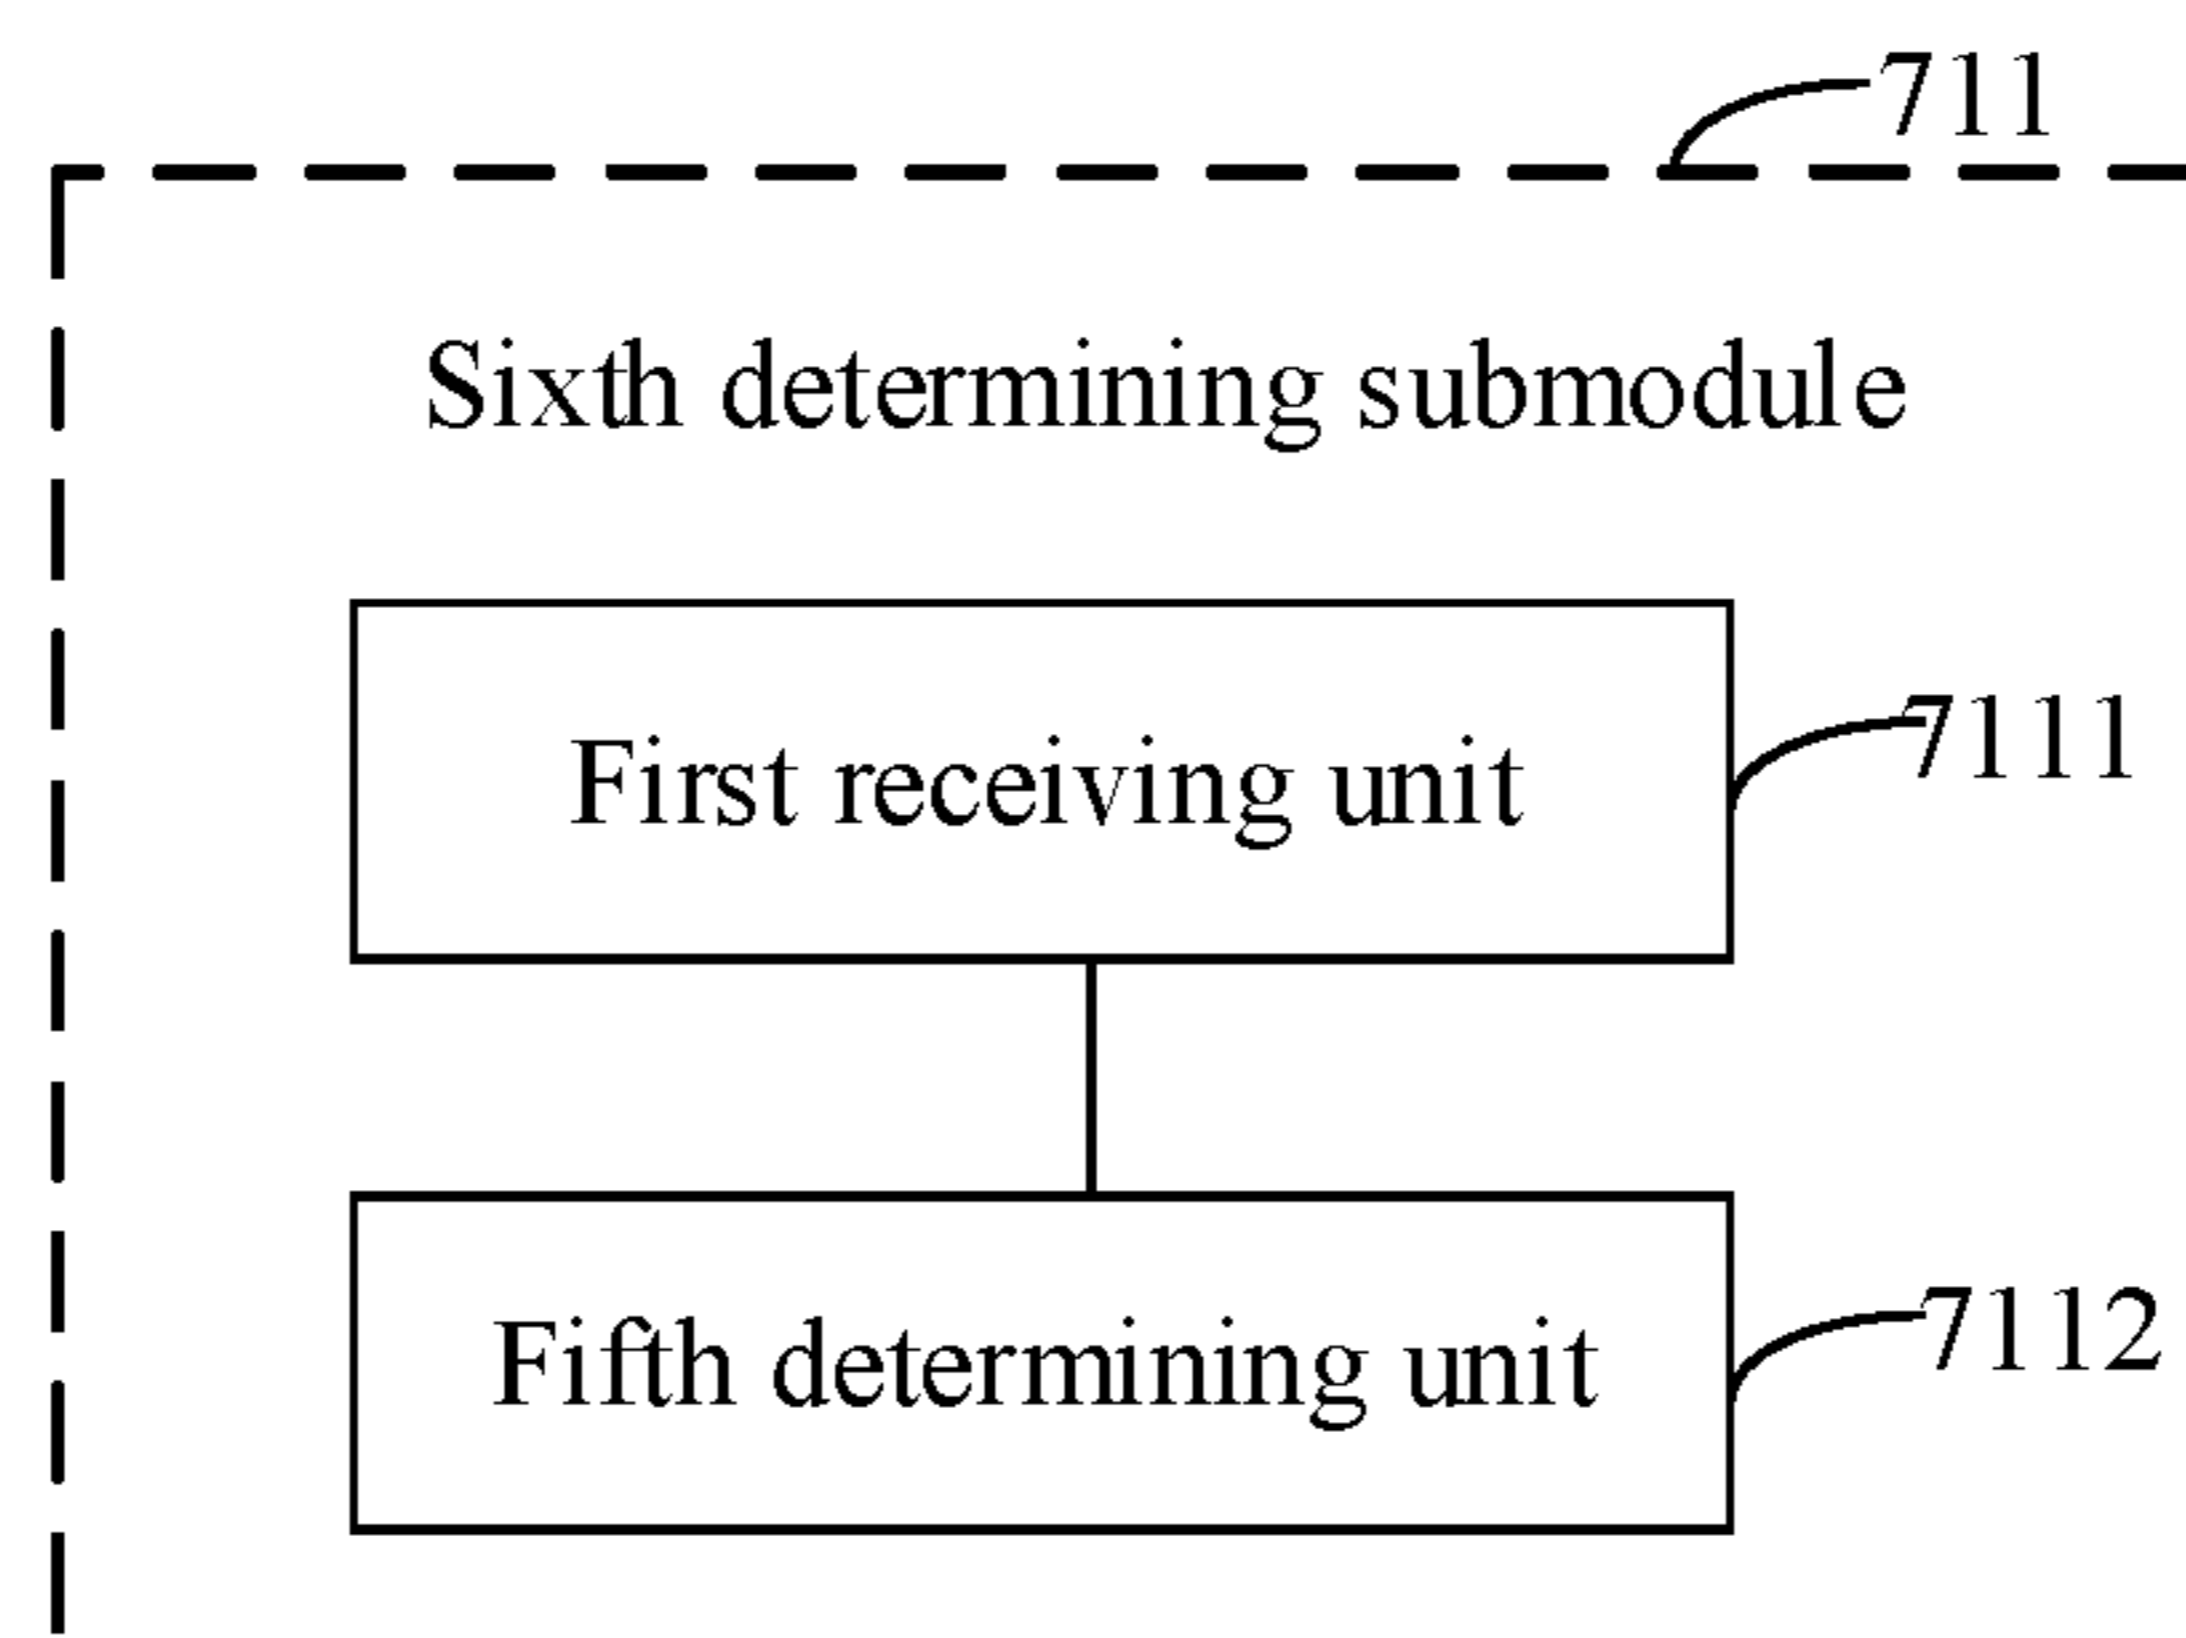 711
Sixth determining submodule
First receiving unit
7111
Fifth determining unit
7112